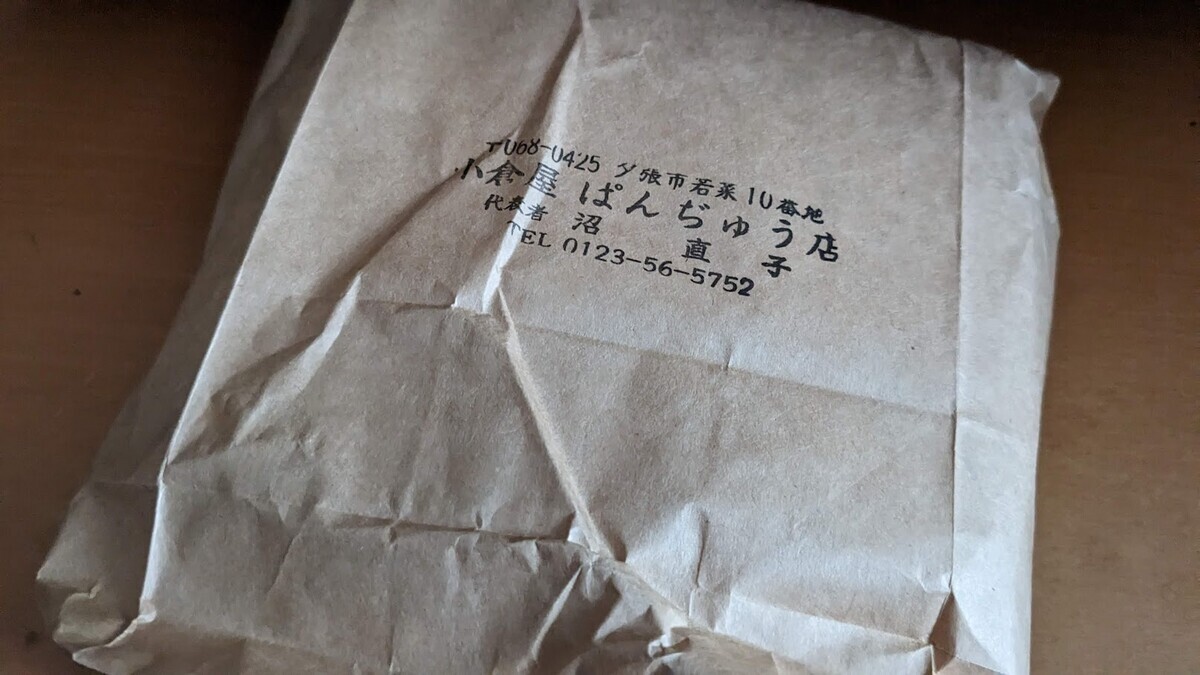 〒068-0425 夕張市若菜10番地
小倉屋 ぱんぢゅう店
代表者 沼 直子
TEL 0123-56-5752